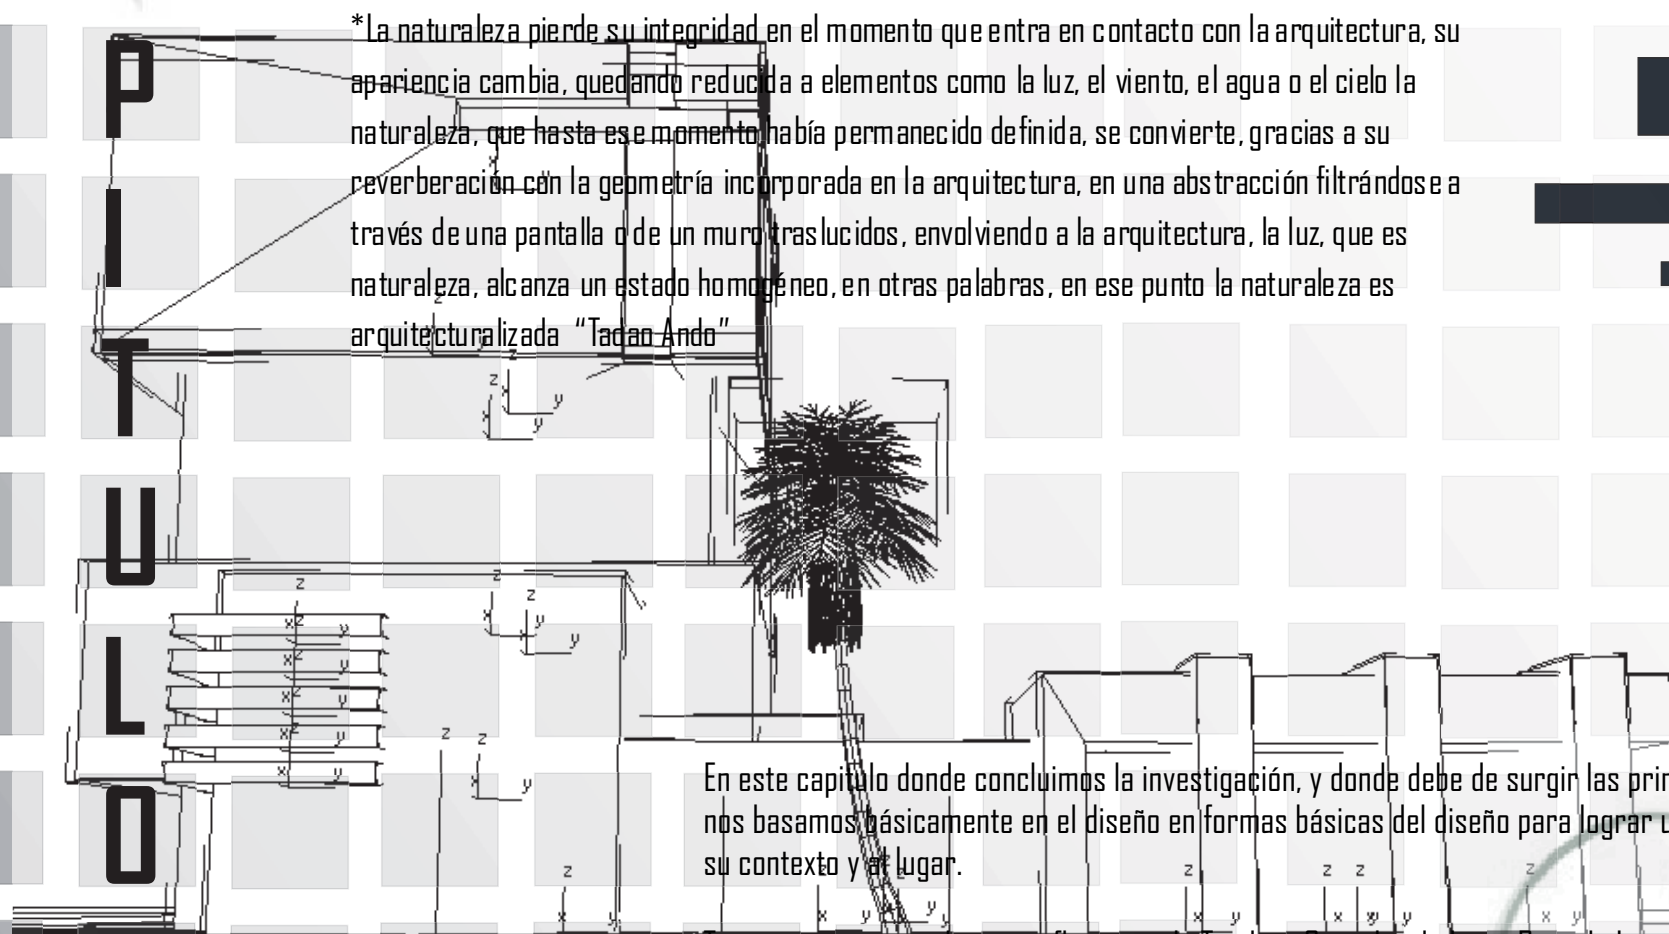 *La naturaleza pierde su integridad en el momento que entra en contacto con la arquitectura, su
apariencia cambia, quedando reducida a elementos como la luz, el viento, el agua o el cielo la
naturaleza, que hasta ese momento había permanecido definida, se convierte, gracias a su
reverberación con la geometría incorporada en la arquitectura, en una abstracción filtrándose a
través de una pantalla o de un muro traslucidos, envolviendo a la arquitectura, la luz, que es
naturaleza, alcanza un estado homogéneo, en otras palabras, en ese punto la naturaleza es
arquitecturalizada “Tadao Ando”
P
I
T
U
L
O
En este capitulo donde concluimos la investigación, y donde debe de surgir las
nos basamos básicamente en el diseño en formas básicas del diseño para lograr
su contexto y al lugar.